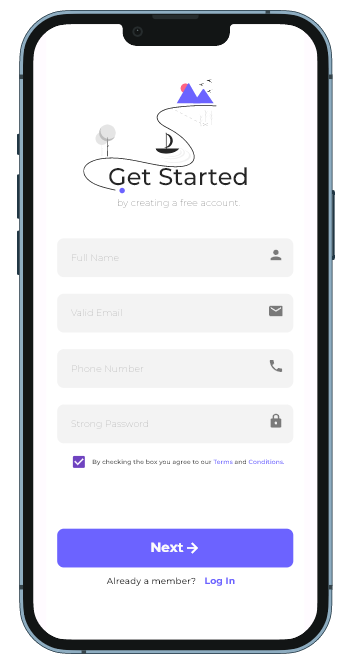 Get Started
by creating a free account.
Full Name
Valid Email
Phone Number
Strong Password
By checking the box you agree to our Terms and Conditions.
Next
Already a member? Log In